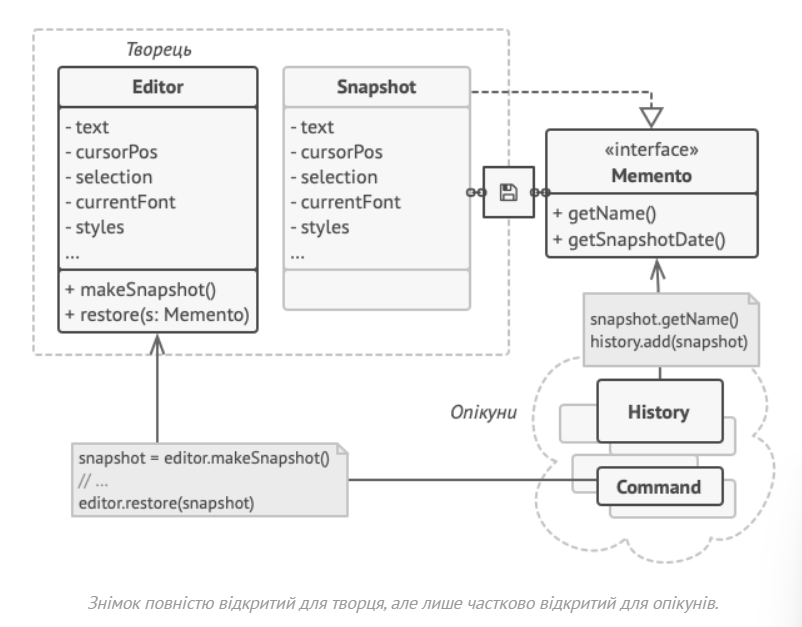 Творець
Editor
- text
- cursorPos
- selection
- currentFont
- styles
...
+ makeSnapshot()
+ restore(s: Memento)
Snapshot
- text
- cursorPos
- selection
- currentFont
- styles
...
«interface»
Memento
+ getName()
+ getSnapshotDate()
snapshot.getName()
history.add(snapshot)
Опікуни
History
Command
snapshot = editor.makeSnapshot()
// ...
editor.restore(snapshot)
Знімок повністю відкритий для творця, але лише частково відкритий для опікунів.